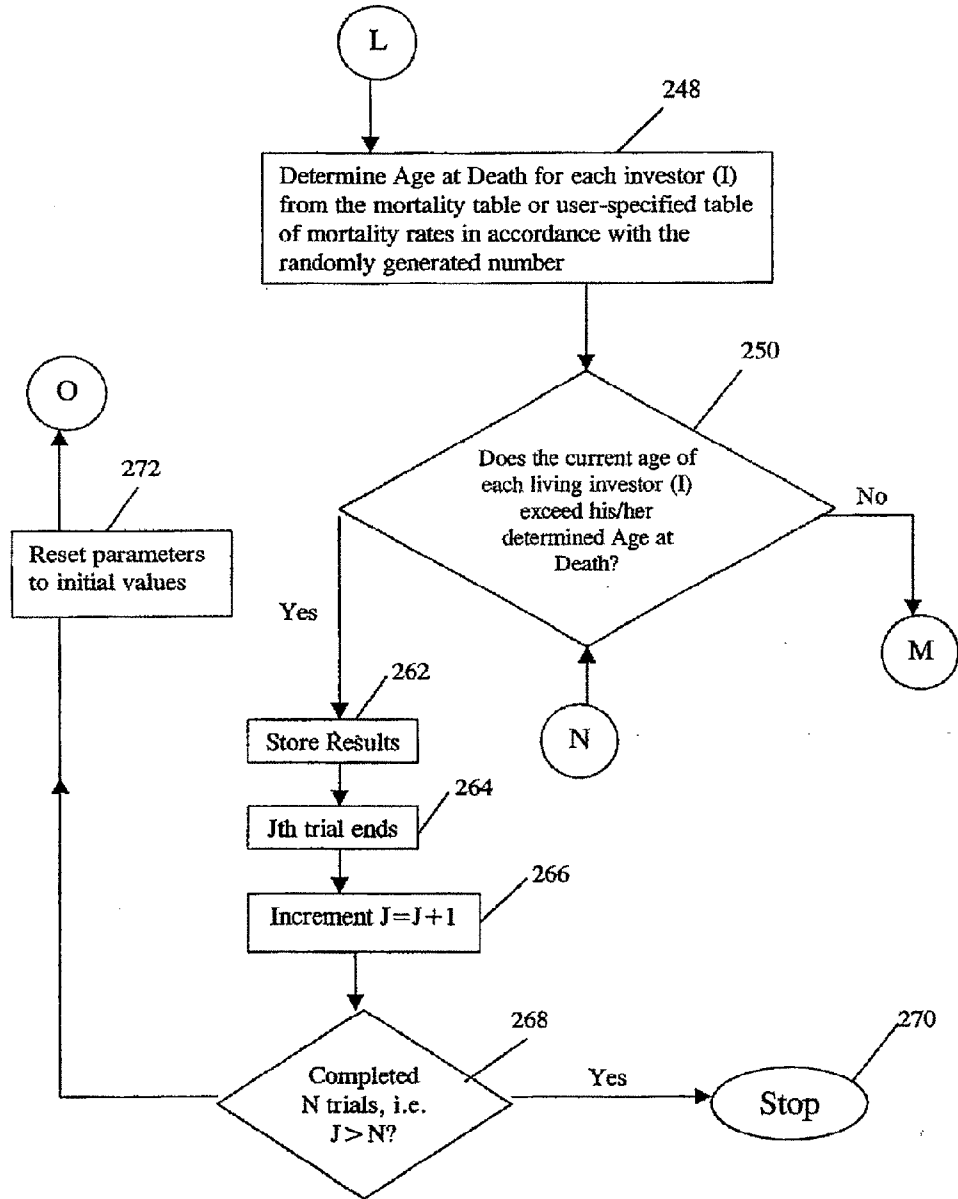 L
248
Determine Age at Death for each investor (I)
from the mortality table or user-specified table
of mortality rates in accordance with the
randomly generated number
250
O
272
Reset parameters
to initial values
Does the current age of
each living investor (I)
exceed his/her
determined Age at
Death?
No
Yes
M
N
262
Store Results
264
Jth trial ends
266
Increment J=J+1
268
Completed
N trials, i.e.
J>N?
Yes
270
Stop